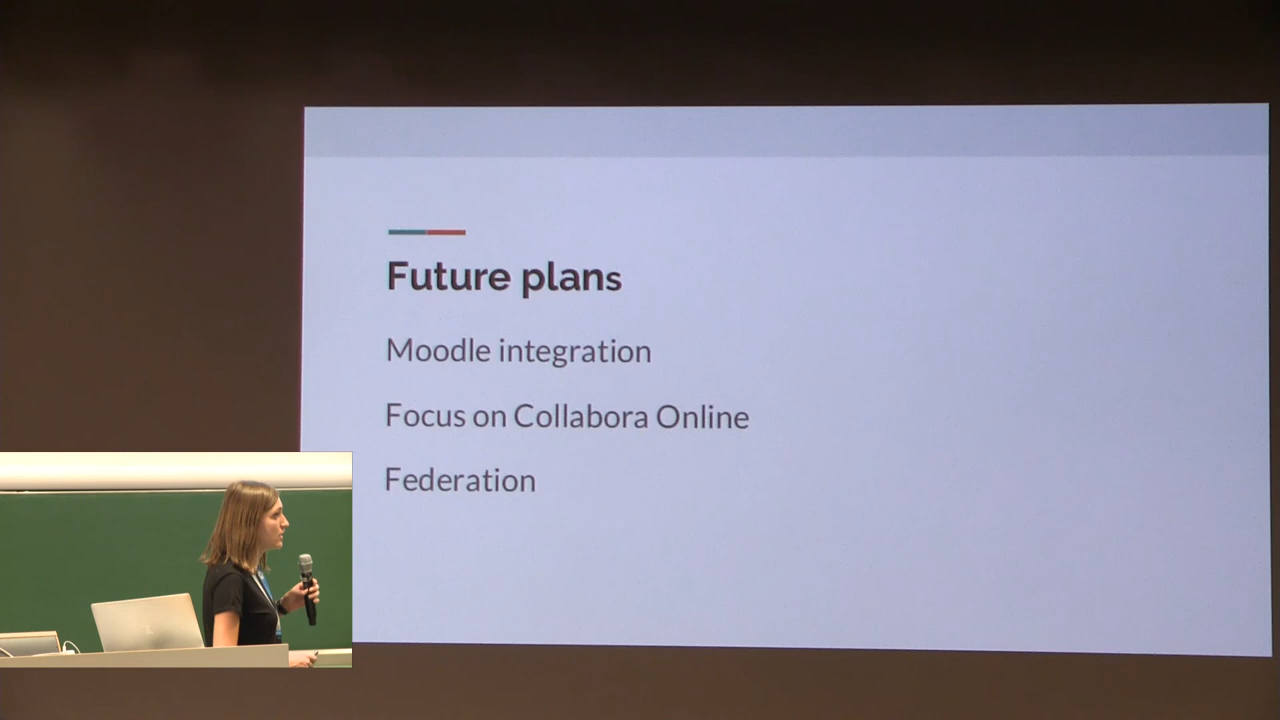 Future plans
Moodle integration
Focus on Collabora Online
Federation